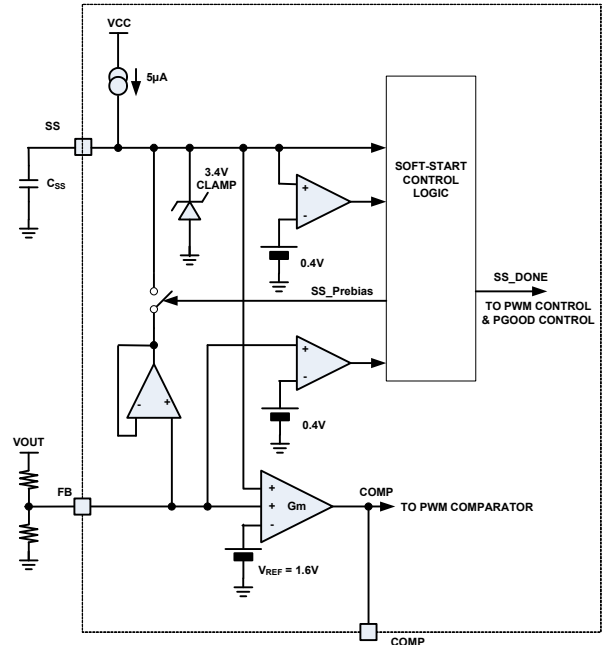 VCC
5µA
SS
CSS
3.4V
CLAMP
SOFT-START
CONTROL
LOGIC
+
-
0.4V
SS_Prebias
SS_DONE
TO PWM CONTROL
& PGOOD CONTROL
+
-
0.4V
-
+
VOUT
FB
+
+
-
Gm
COMP
TO PWM COMPARATOR
VREF = 1.6V
COMP